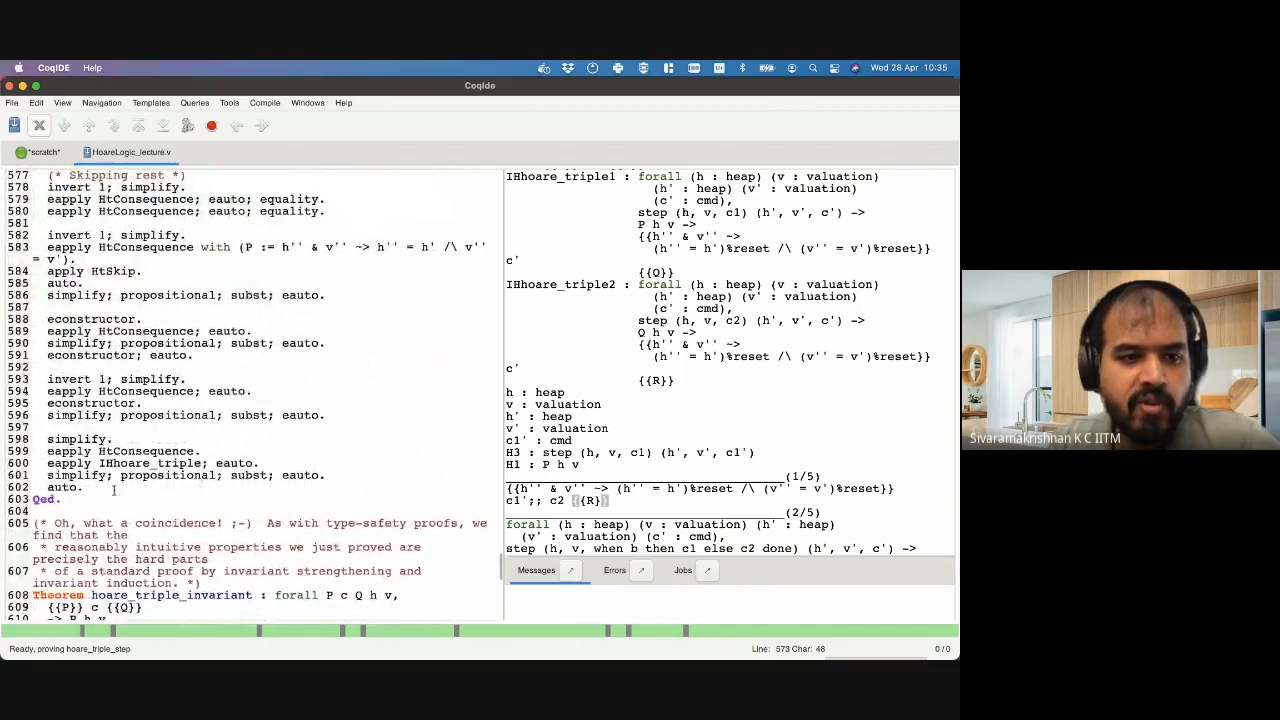 CoqIDE Help Wed 28 Apr 10:35
CoqIde
File Edit View Navigation Templates Queries Tools Compile Windows Help
*scratch* HoareLogic_lecture.v
577 (* Skipping rest *)
578 invert 1; simplify.
579 eapply HtConsequence; eauto; equality.
580 eapply HtConsequence; eauto; equality.
581
582 invert 1; simplify.
583 eapply HtConsequence with (P := h'' & v'' ~> h'' = h' /\ v''
= v').
584 apply HtSkip.
585 auto.
586 simplify; propositional; subst; eauto.
587
588 econstructor.
589 eapply HtConsequence; eauto.
590 simplify; propositional; subst; eauto.
591 econstructor; eauto.
592
593 invert 1; simplify.
594 eapply HtConsequence; eauto.
595 econstructor.
596 simplify; propositional; subst; eauto.
597
598 simplify.
599 eapply HtConsequence.
600 eapply IHhoare_triple; eauto.
601 simplify; propositional; subst; eauto.
602 auto.
603 Qed.
604
605 (* Oh, what a coincidence! ;-) As with type-safety proofs, we
find that the
606 * reasonably intuitive properties we just proved are
precisely the hard parts
607 * of a standard proof by invariant strengthening and
invariant induction. *)
608 Theorem hoare_triple_invariant : forall P c Q h v,
609 {{P}} c {{Q}}
610 -> P h v
IHhoare_triple1 : forall (h : heap) (v : valuation)
(h' : heap) (v' : valuation)
(c' : cmd),
step (h, v, c1) (h', v', c') ->
P h v ->
{{h'' & v'' ~>
(h'' = h')%reset /\ (v'' = v')%reset}}
c'
{{Q}}
IHhoare_triple2 : forall (h : heap) (v : valuation)
(h' : heap) (v' : valuation)
(c' : cmd),
step (h, v, c2) (h', v', c') ->
Q h v ->
{{h'' & v'' ~>
(h'' = h')%reset /\ (v'' = v')%reset}}
c'
{{R}}
h : heap
v : valuation
h' : heap
v' : valuation
c1' : cmd
H3 : step (h, v, c1) (h', v', c1')
H1 : P h v
(1/5)
{{h'' & v'' ~> (h'' = h')%reset /\ (v'' = v')%reset}}
c1';; c2 {{R}}
(2/5)
forall (h : heap) (v : valuation) (h' : heap)
(v' : valuation) (c' : cmd),
step (h, v, when b then c1 else c2 done) (h', v', c') ->
Messages Errors Jobs
Ready, proving hoare_triple_step Line: 573 Char: 48 0 / 0
Sivaramakrishnan K C IITM